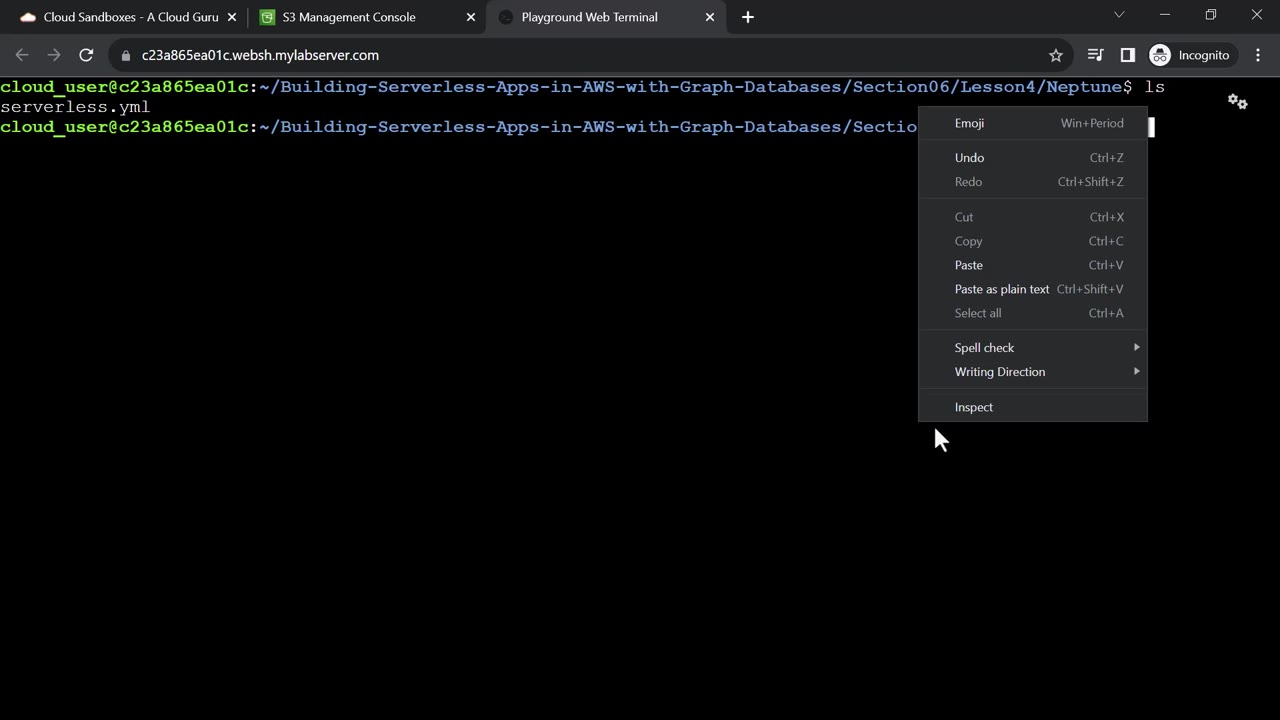 Cloud Sandboxes - A Cloud Guru
S3 Management Console
Playground Web Terminal
c23a865ea01c.websh.mylabserver.com
Incognito
cloud_user@c23a865ea01c:~/Building-Serverless-Apps-in-AWS-with-Graph-Databases/Section06/Lesson4/Neptune$ ls
serverless.yml
cloud_user@c23a865ea01c:~/Building-Serverless-Apps-in-AWS-with-Graph-Databases/Sectio
Emoji Win+Period
Undo Ctrl+Z
Redo Ctrl+Shift+Z
Cut Ctrl+X
Copy Ctrl+C
Paste Ctrl+V
Paste as plain text Ctrl+Shift+V
Select all Ctrl+A
Spell check
Writing Direction
Inspect